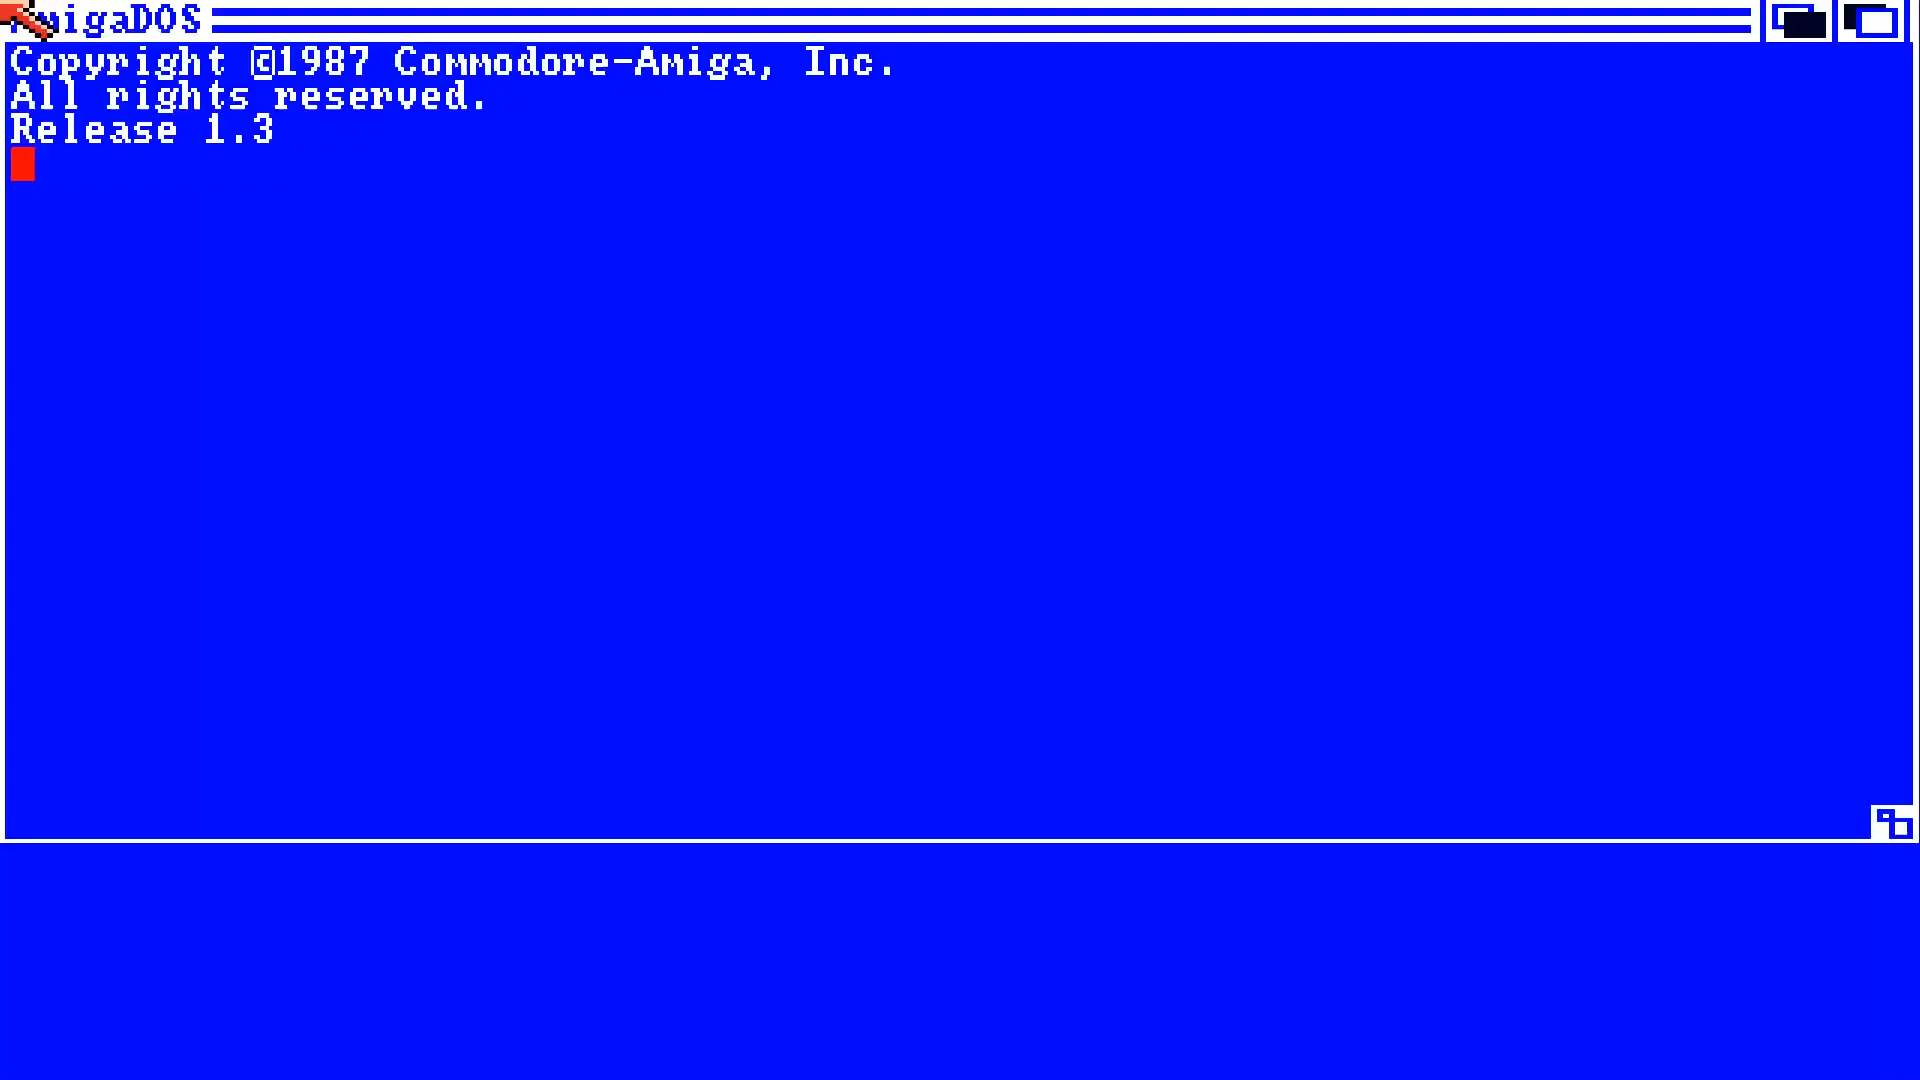 AmigaDOS
Copyright ©1987 Commodore-Amiga, Inc.
All rights reserved.
Release 1.3